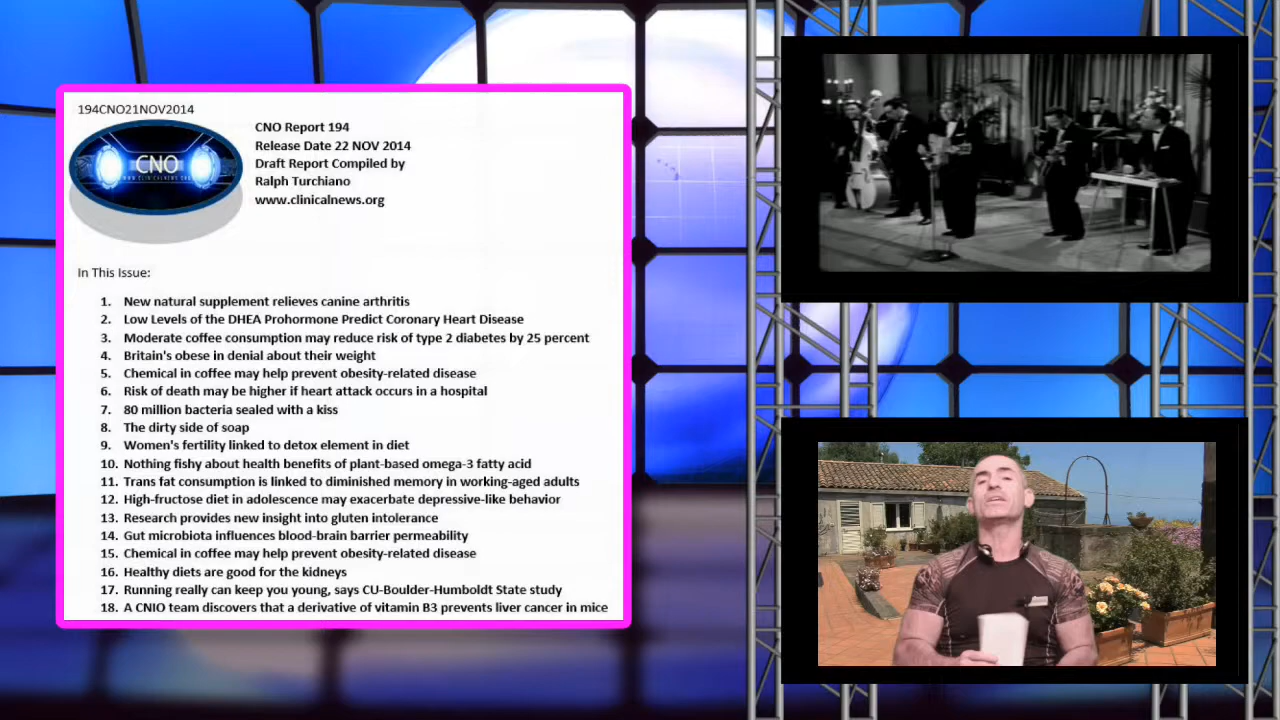 194CNO21NOV2014
CNO
CNO Report 194
Release Date 22 NOV 2014
Draft Report Compiled by
Ralph Turchiano
www.clinicalnews.org
In This Issue:
1. New natural supplement relieves canine arthritis
2. Low Levels of the DHEA Prohormone Predict Coronary Heart Disease
3. Moderate coffee consumption may reduce risk of type 2 diabetes by 25 percent
4. Britain's obese in denial about their weight
5. Chemical in coffee may help prevent obesity-related disease
6. Risk of death may be higher if heart attack occurs in a hospital
7. 80 million bacteria sealed with a kiss
8. The dirty side of soap
9. Women's fertility linked to detox element in diet
10. Nothing fishy about health benefits of plant-based omega-3 fatty acid
11. Trans fat consumption is linked to diminished memory in working-aged adults
12. High-fructose diet in adolescence may exacerbate depressive-like behavior
13. Research provides new insight into gluten intolerance
14. Gut microbiota influences blood-brain barrier permeability
15. Chemical in coffee may help prevent obesity-related disease
16. Healthy diets are good for the kidneys
17. Running really can keep you young, says CU-Boulder-Humboldt State study
18. A CNIO team discovers that a derivative of vitamin B3 prevents liver cancer in mice